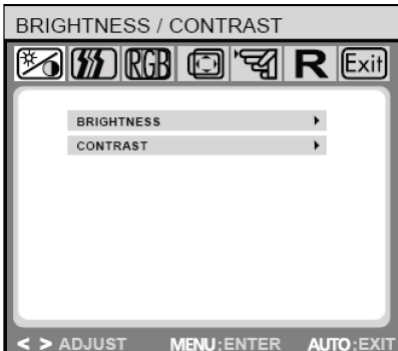 BRIGHTNESS / CONTRAST
RGB R Exit
BRIGHTNESS
CONTRAST
< > ADJUST MENU:ENTER AUTO:EXIT